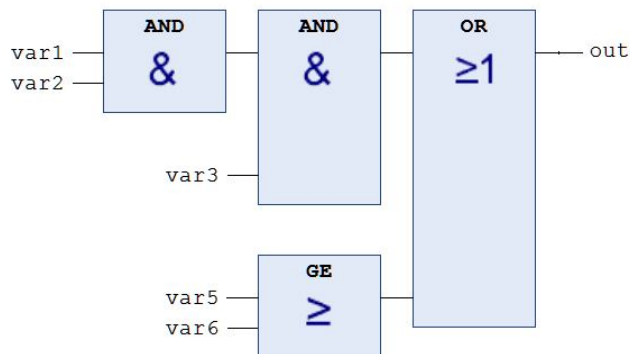 AND AND OR
var1 & & ≥1 out
var2
var3
GE
var5 ≥
var6